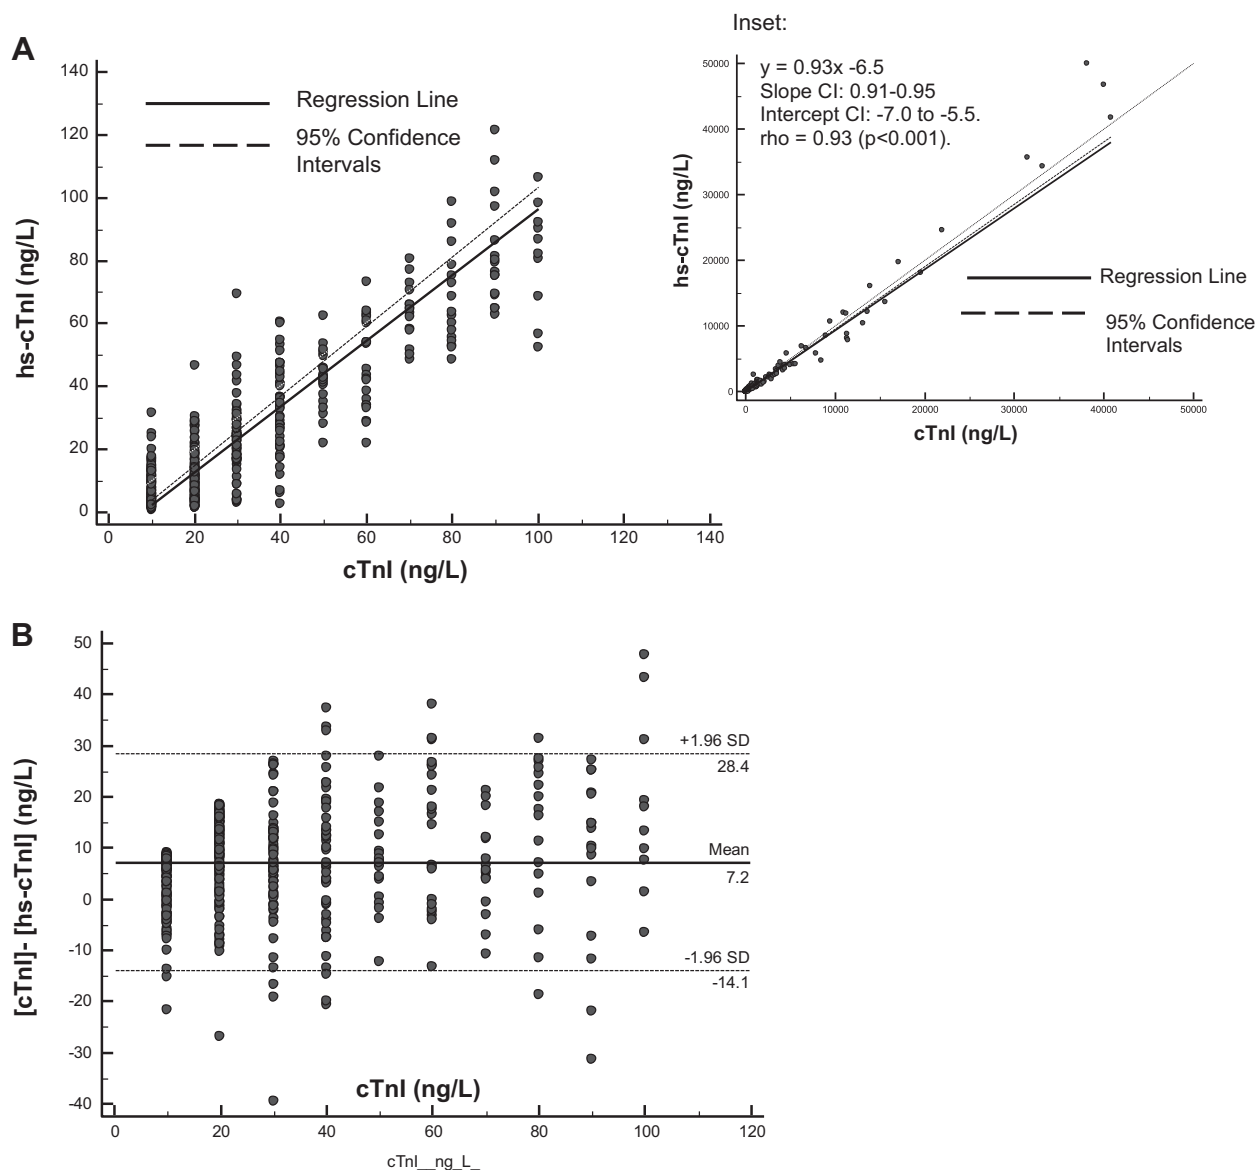 A
140
120
100
80
60
40
20
0
hs-cTnI (ng/L)
Regression Line
95% Confidence
Intervals
0 20 40 60 80 100 120 140
cTnI (ng/L)
Inset:
50000
40000
30000
20000
10000
0
hs-cTnI (ng/L)
y = 0.93x -6.5
Slope CI: 0.91-0.95
Intercept CI: -7.0 to -5.5.
rho = 0.93 (p<0.001).
Regression Line
95% Confidence
Intervals
0 10000 20000 30000 40000 50000
cTnI (ng/L)
B
50
40
30
20
10
0
-10
-20
-30
-40
[cTnI]- [hs-cTnI] (ng/L)
+1.96 SD
28.4
Mean
7.2
-1.96 SD
-14.1
cTnI (ng/L)
0 20 40 60 80 100 120
cTnI__ng_L_